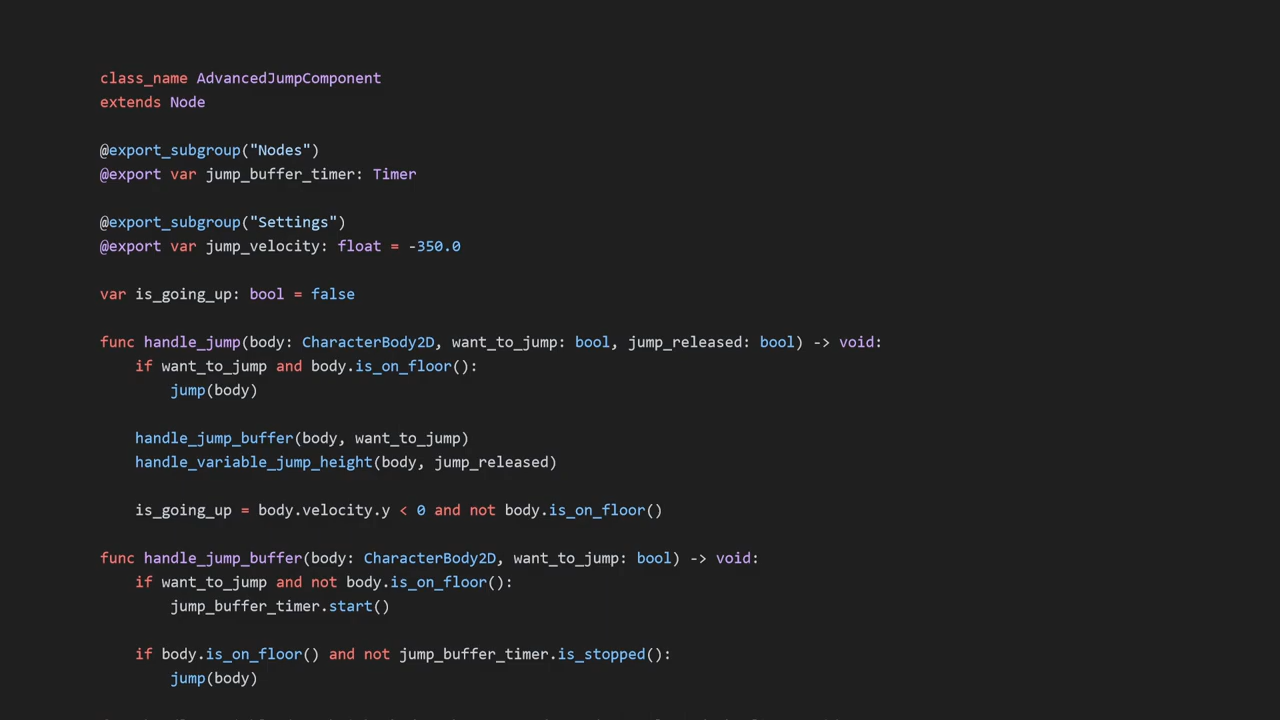 class_name AdvancedJumpComponent
extends Node
@export_subgroup("Nodes")
@export var jump_buffer_timer: Timer
@export_subgroup("Settings")
@export var jump_velocity: float = -350.0
var is_going_up: bool = false
func handle_jump(body: CharacterBody2D, want_to_jump: bool, jump_released: bool) -> void:
if want_to_jump and body.is_on_floor():
jump(body)
handle_jump_buffer(body, want_to_jump)
handle_variable_jump_height(body, jump_released)
is_going_up = body.velocity.y < 0 and not body.is_on_floor()
func handle_jump_buffer(body: CharacterBody2D, want_to_jump: bool) -> void:
if want_to_jump and not body.is_on_floor():
jump_buffer_timer.start()
if body.is_on_floor() and not jump_buffer_timer.is_stopped():
jump(body)